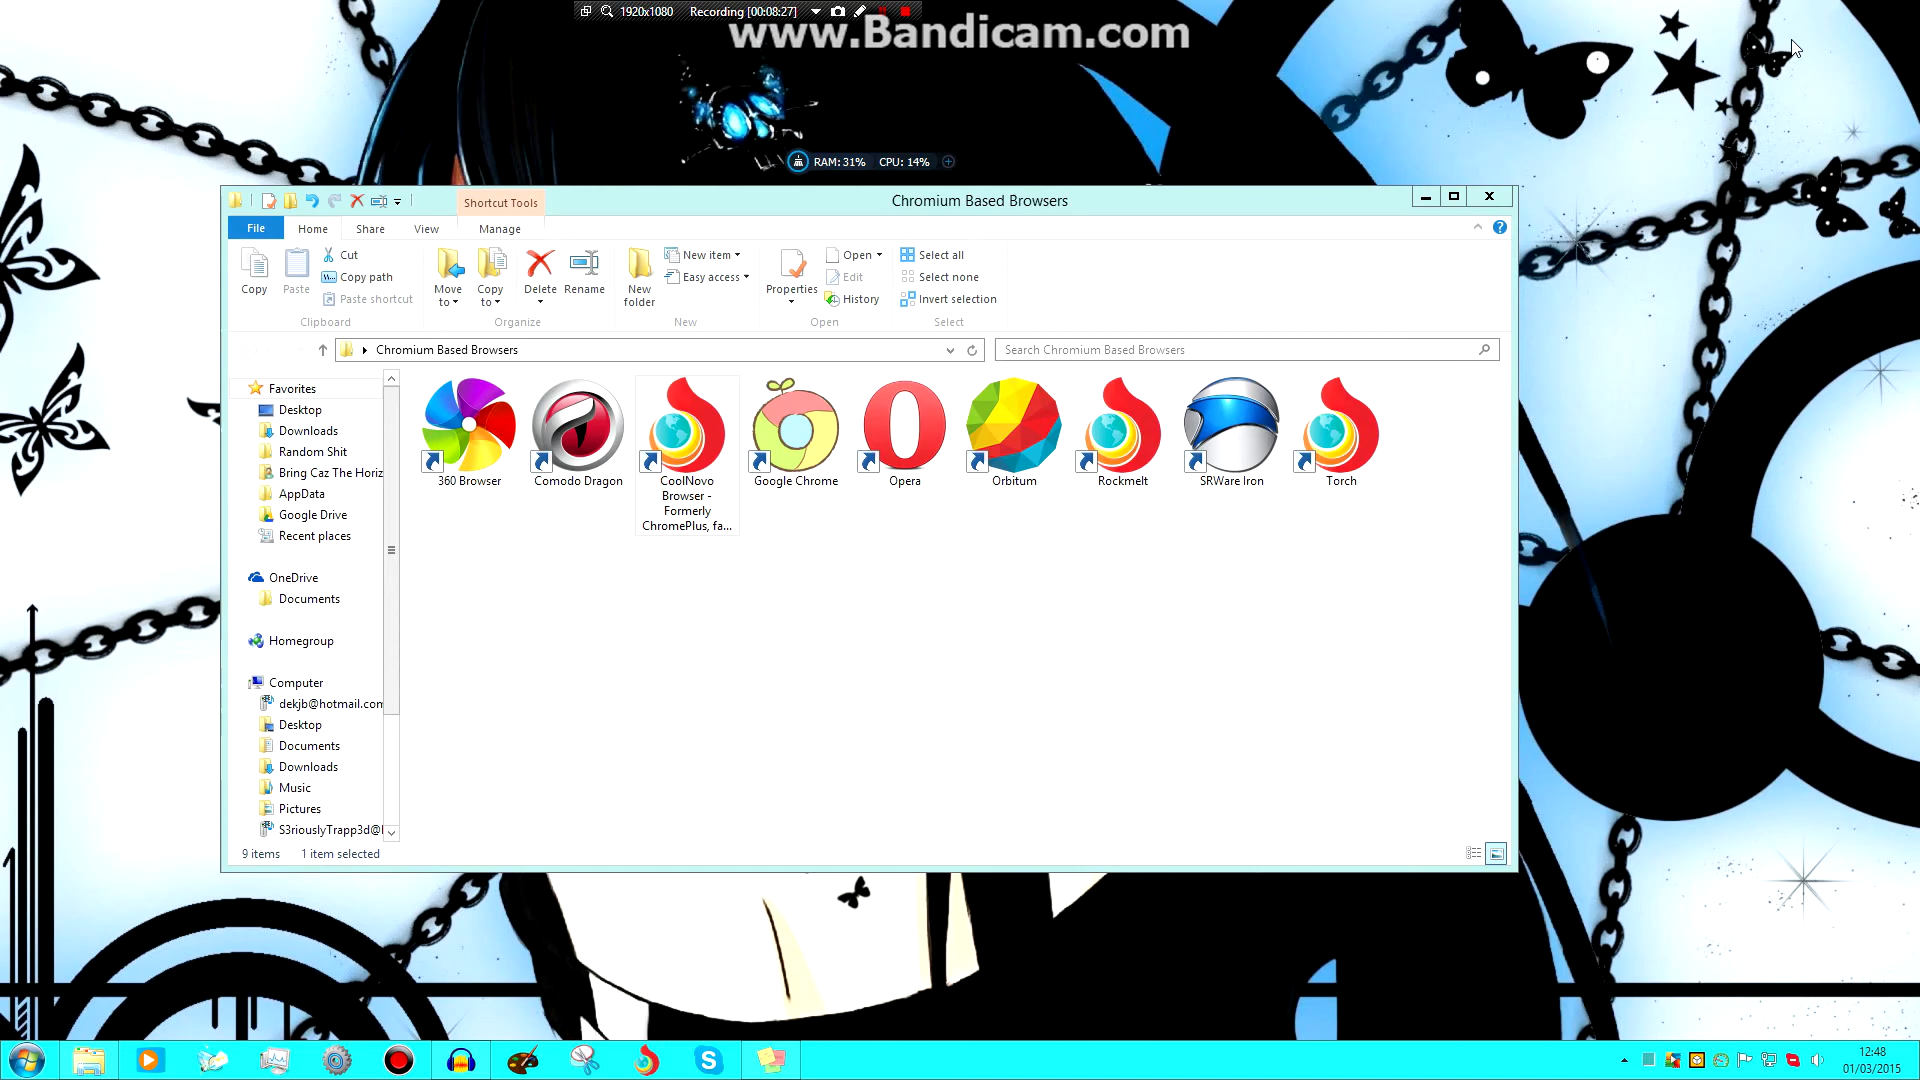 1920x1080 Recording [00:08:27]
www.Bandicam.com
RAM: 31% CPU: 14%
Shortcut Tools
Chromium Based Browsers
File Home Share View Manage
Copy
Paste
Cut
Copy path
Paste shortcut
Clipboard
Move to
Copy to
Delete
Rename
Organize
New folder
New item
Easy access
New
Properties
Open
Edit
History
Open
Select all
Select none
Invert selection
Select
Chromium Based Browsers
Search Chromium Based Browsers
Favorites
Desktop
Downloads
Random Shit
Bring Caz The Horiz
AppData
Google Drive
Recent places
OneDrive
Documents
Homegroup
Computer
dekjb@hotmail.com
Desktop
Documents
Downloads
Music
Pictures
S3riouslyTrapp3d@
360 Browser
Comodo Dragon
CoolNovo
Browser -
Formerly
ChromePlus, fa...
Google Chrome
Opera
Orbitum
Rockmelt
SRWare Iron
Torch
9 items 1 item selected
12:48
01/03/2015